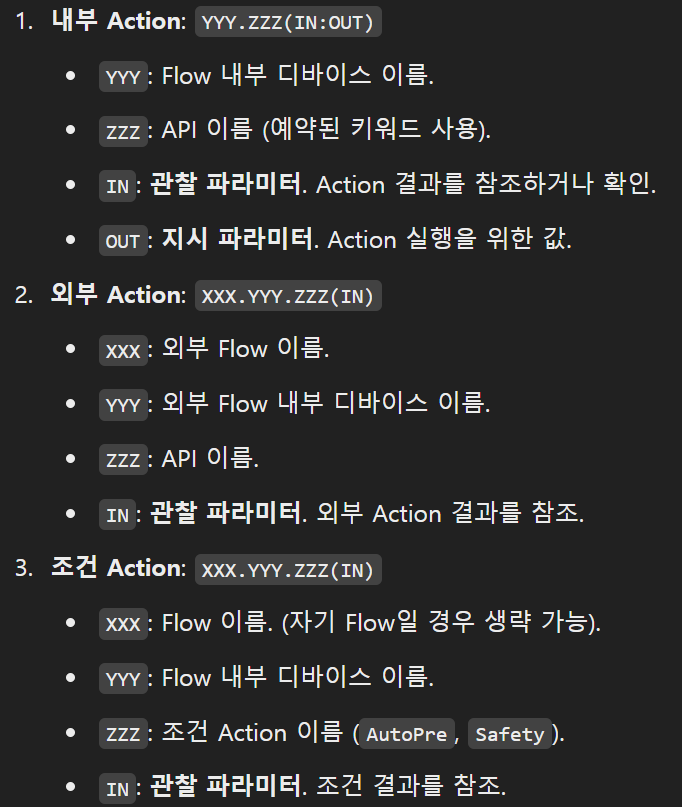 1. 내부 Action: YYY.ZZZ(IN:OUT)
• YYY: Flow 내부 디바이스 이름.
• ZZZ: API 이름 (예약된 키워드 사용).
• IN: 관찰 파라미터. Action 결과를 참조하거나 확인.
• OUT: 지시 파라미터. Action 실행을 위한 값.
2. 외부 Action: XXX.YYY.ZZZ(IN)
• XXX: 외부 Flow 이름.
• YYY: 외부 Flow 내부 디바이스 이름.
• ZZZ: API 이름.
• IN: 관찰 파라미터. 외부 Action 결과를 참조.
3. 조건 Action: XXX.YYY.ZZZ(IN)
• XXX: Flow 이름. (자기 Flow일 경우 생략 가능).
• YYY: Flow 내부 디바이스 이름.
• ZZZ: 조건 Action 이름 (AutoPre, Safety).
• IN: 관찰 파라미터. 조건 결과를 참조.